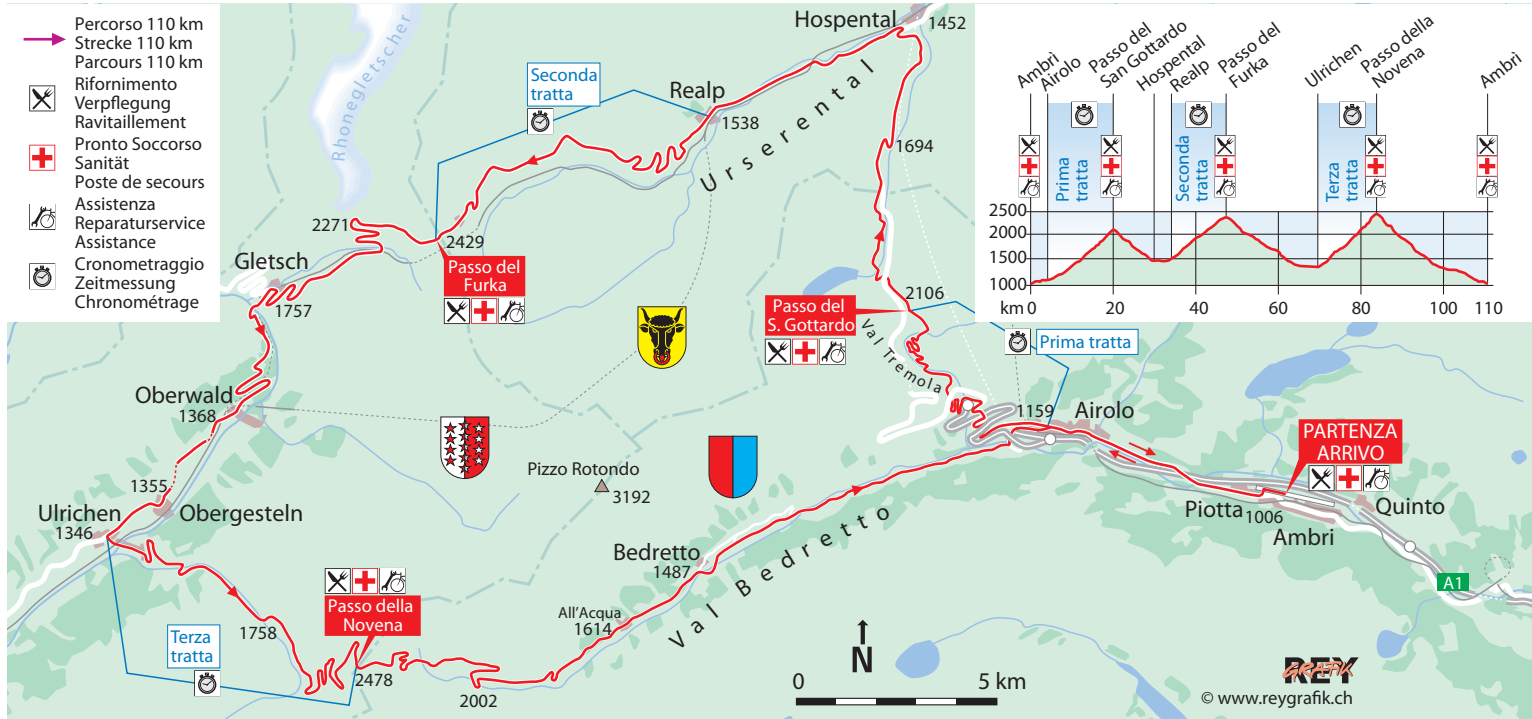 Percorso 110 km
Strecke 110 km
Parcours 110 km
Rifornimento
Verpflegung
Ravitaillement
Pronto Soccorso
Sanität
Poste de secours
Assistenza
Reparaturservice
Assistance
Cronometraggio
Zeitmessung
Chronométrage
Rhonegletscher
Seconda
tratta
Realp
1538
Hospental
1452
Urserental
1694
2271
2429
Passo del
Furka
Gletsch
1757
Oberwald
1368
1355
Obergesteln
Ulrichen
1346
1758
Terza
tratta
Passo della
Novena
2478
2002
All'Acqua
1614
Bedretto
1487
Val Bedretto
Pizzo Rotondo
3192
Passo del
S. Gottardo
2106
Val Tremola
Prima tratta
1159
Airolo
PARTENZA
ARRIVO
Piotta
1006
Ambri
Quinto
A1
N
0
5 km
REY
GRAFIK
© www.reygrafik.ch
Ambrì
Airolo
Passo del
San Gottardo
Hospental
Realp
Passo del
Furka
Ulrichen
Passo della
Novena
Ambrì
Prima
tratta
Seconda
tratta
Terza
tratta
2500
2000
1500
1000
km 0 20 40 60 80 100 110